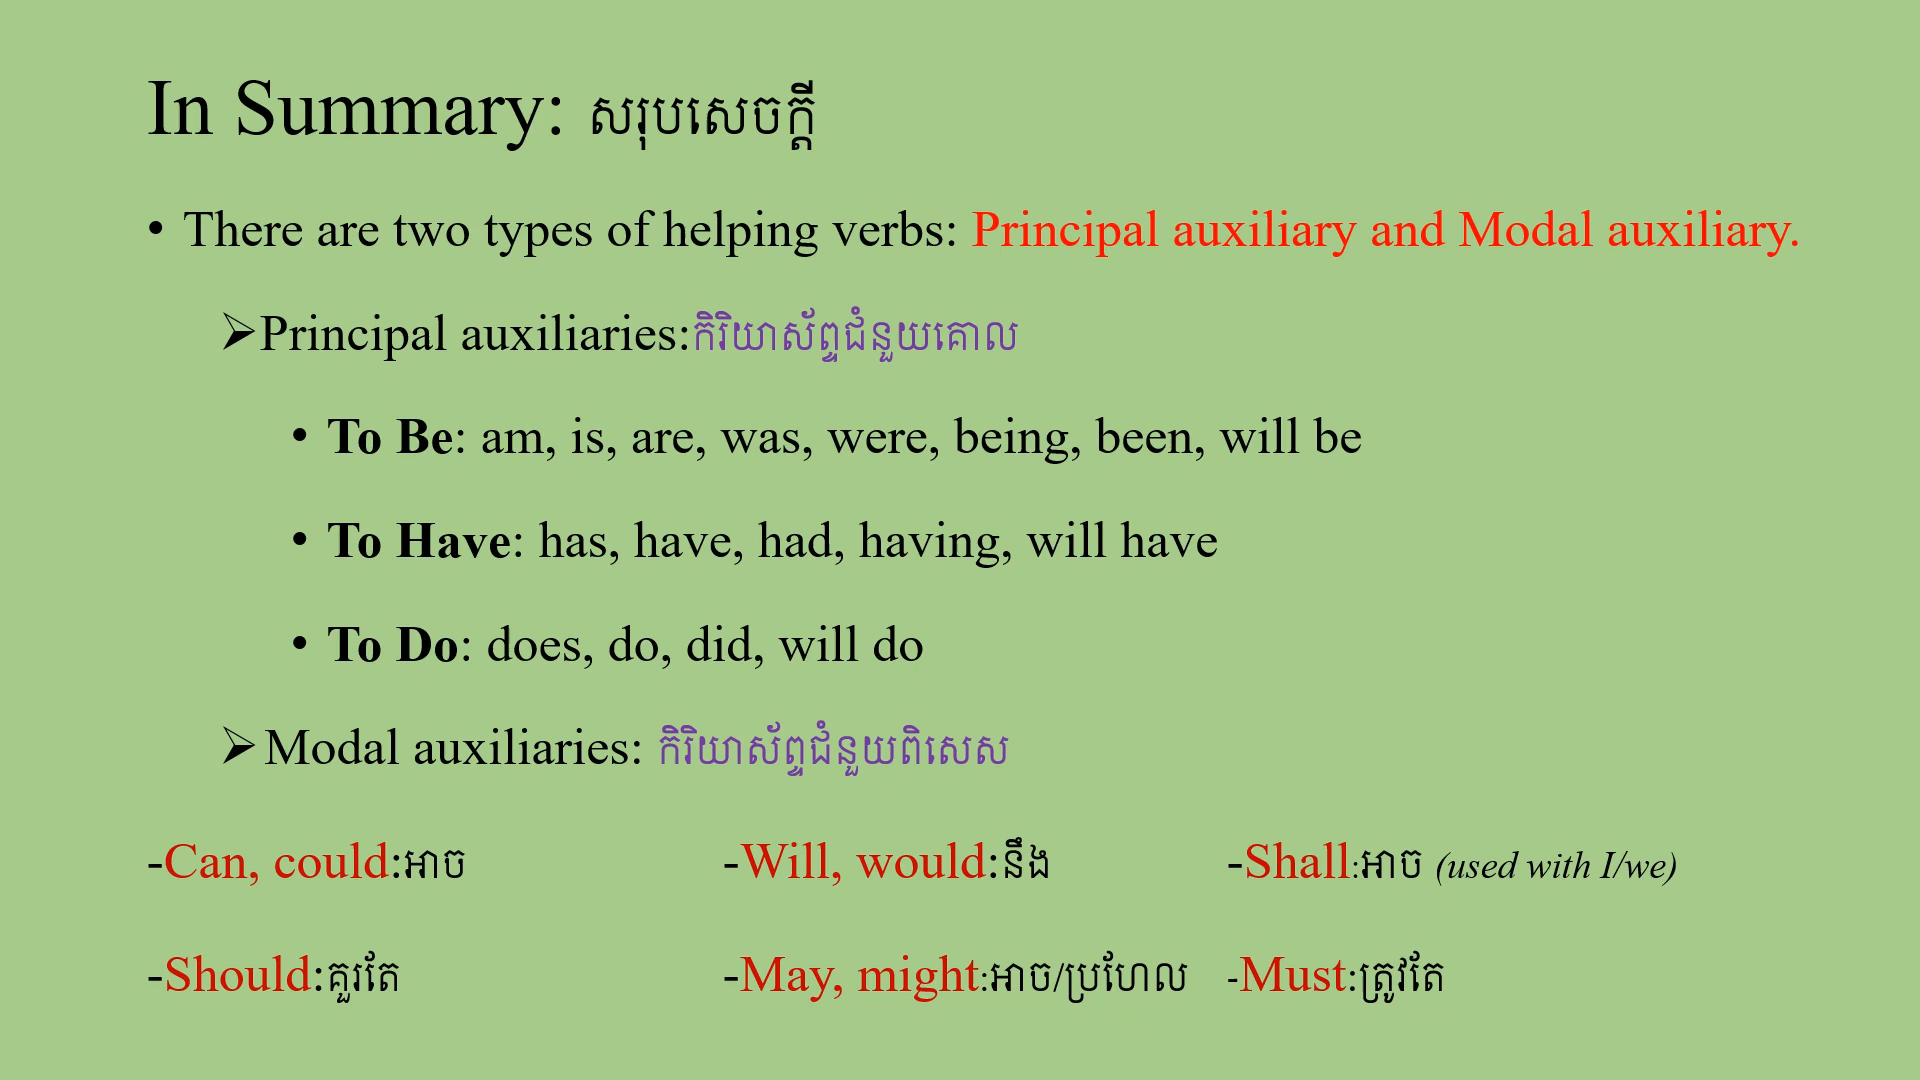 In Summary: សរុបសេចក្តី
• There are two types of helping verbs: Principal auxiliary and Modal auxiliary.
➢Principal auxiliaries:កិរិយាស័ព្ទជំនួយគោល
• To Be: am, is, are, was, were, being, been, will be
• To Have: has, have, had, having, will have
• To Do: does, do, did, will do
➢Modal auxiliaries: កិរិយាស័ព្ទជំនួយពិសេស
-Can, could:អាច -Will, would:នឹង -Shall:អាច (used with I/we)
-Should:គួរតែ -May, might:អាច/ប្រហែល -Must:ត្រូវតែ